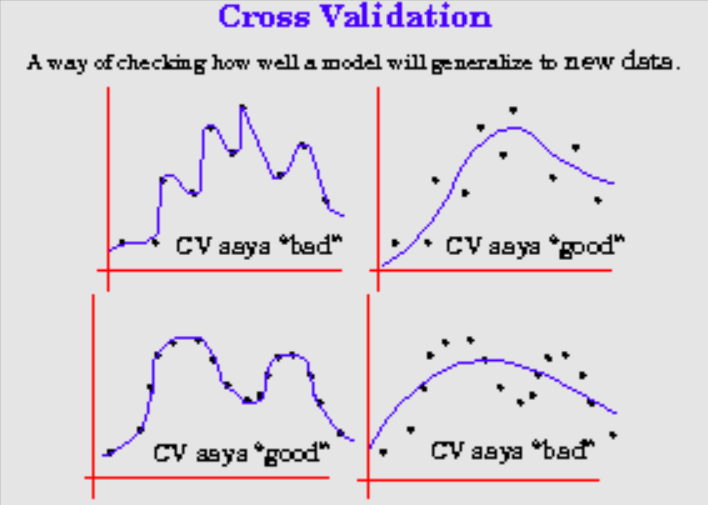 Cross Validation
A way of checking how well a model will generalize to new data.
CV says "bad"
CV says "good"
CV says "good"
CV says "bad"